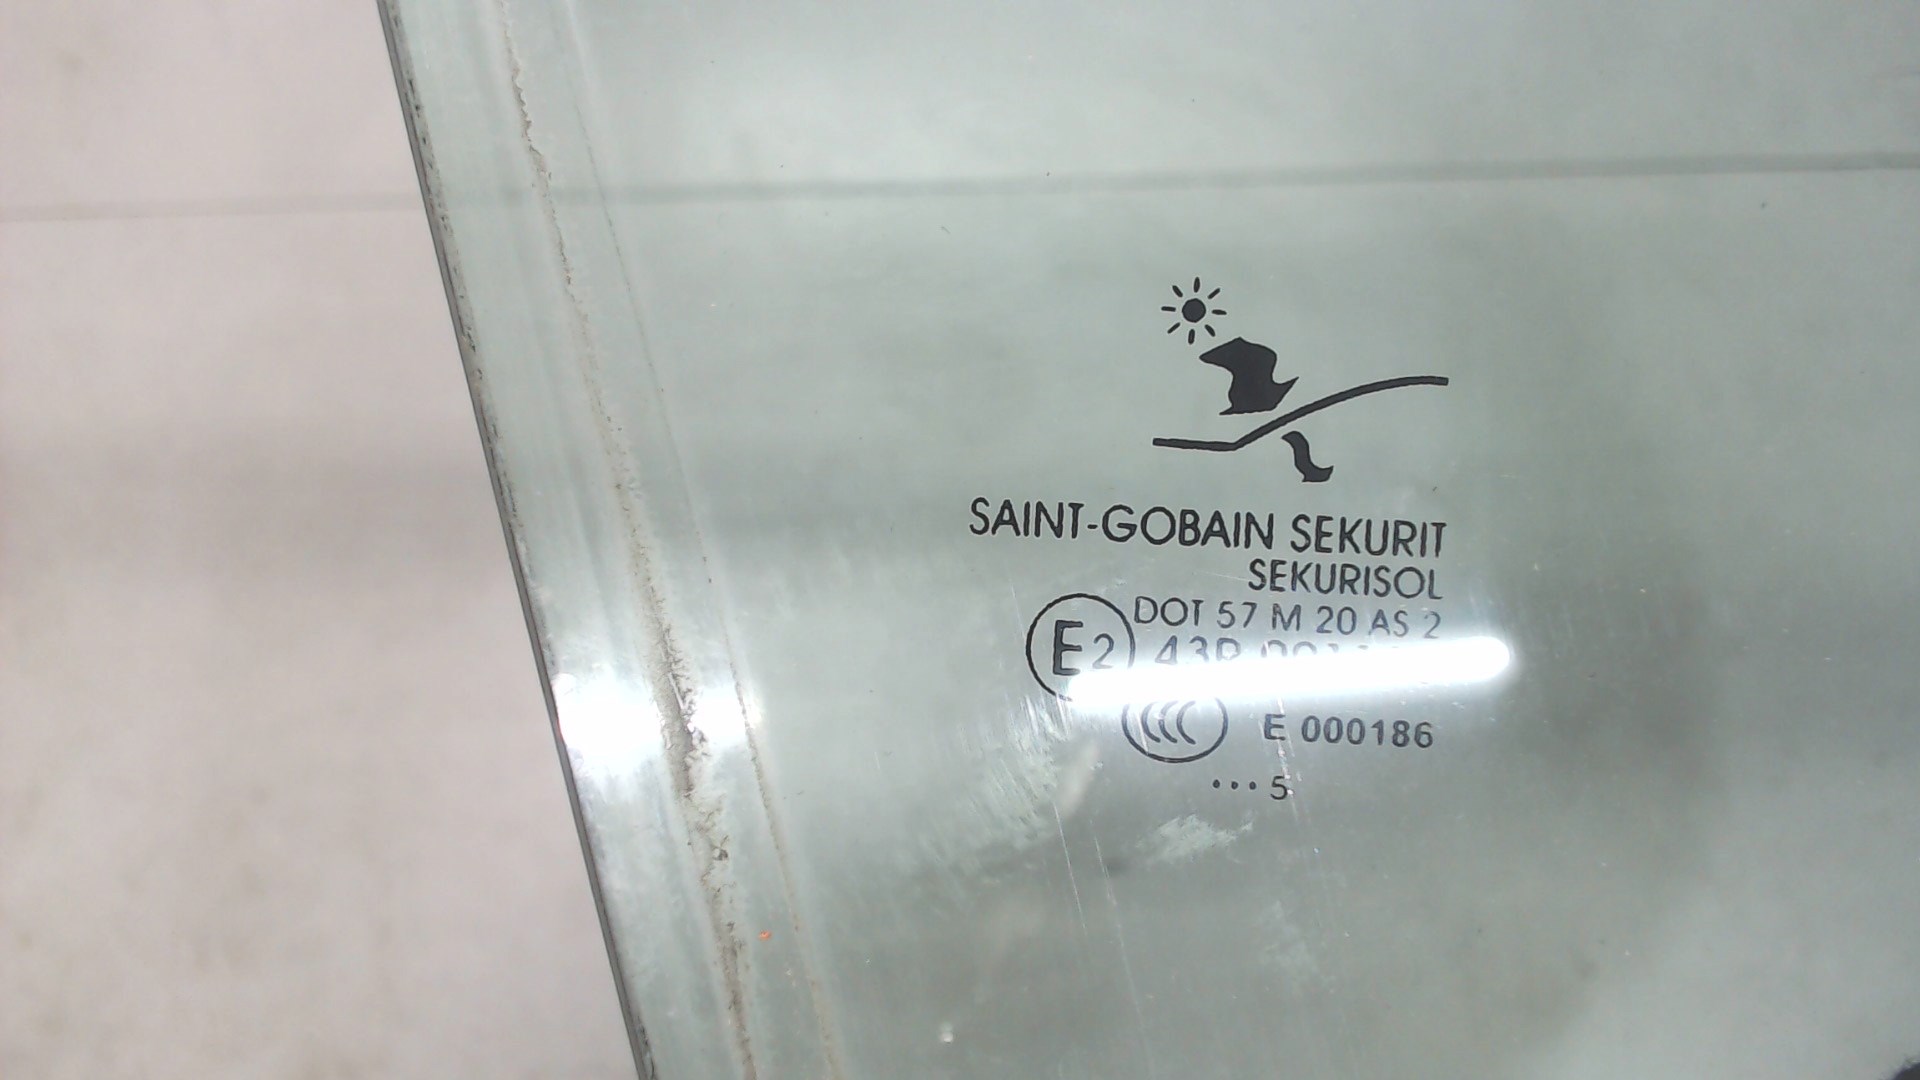 SAINT-GOBAIN SEKURIT
SEKURISOL
DOT 57 M 20 AS 2
E2
E 000186
... 5